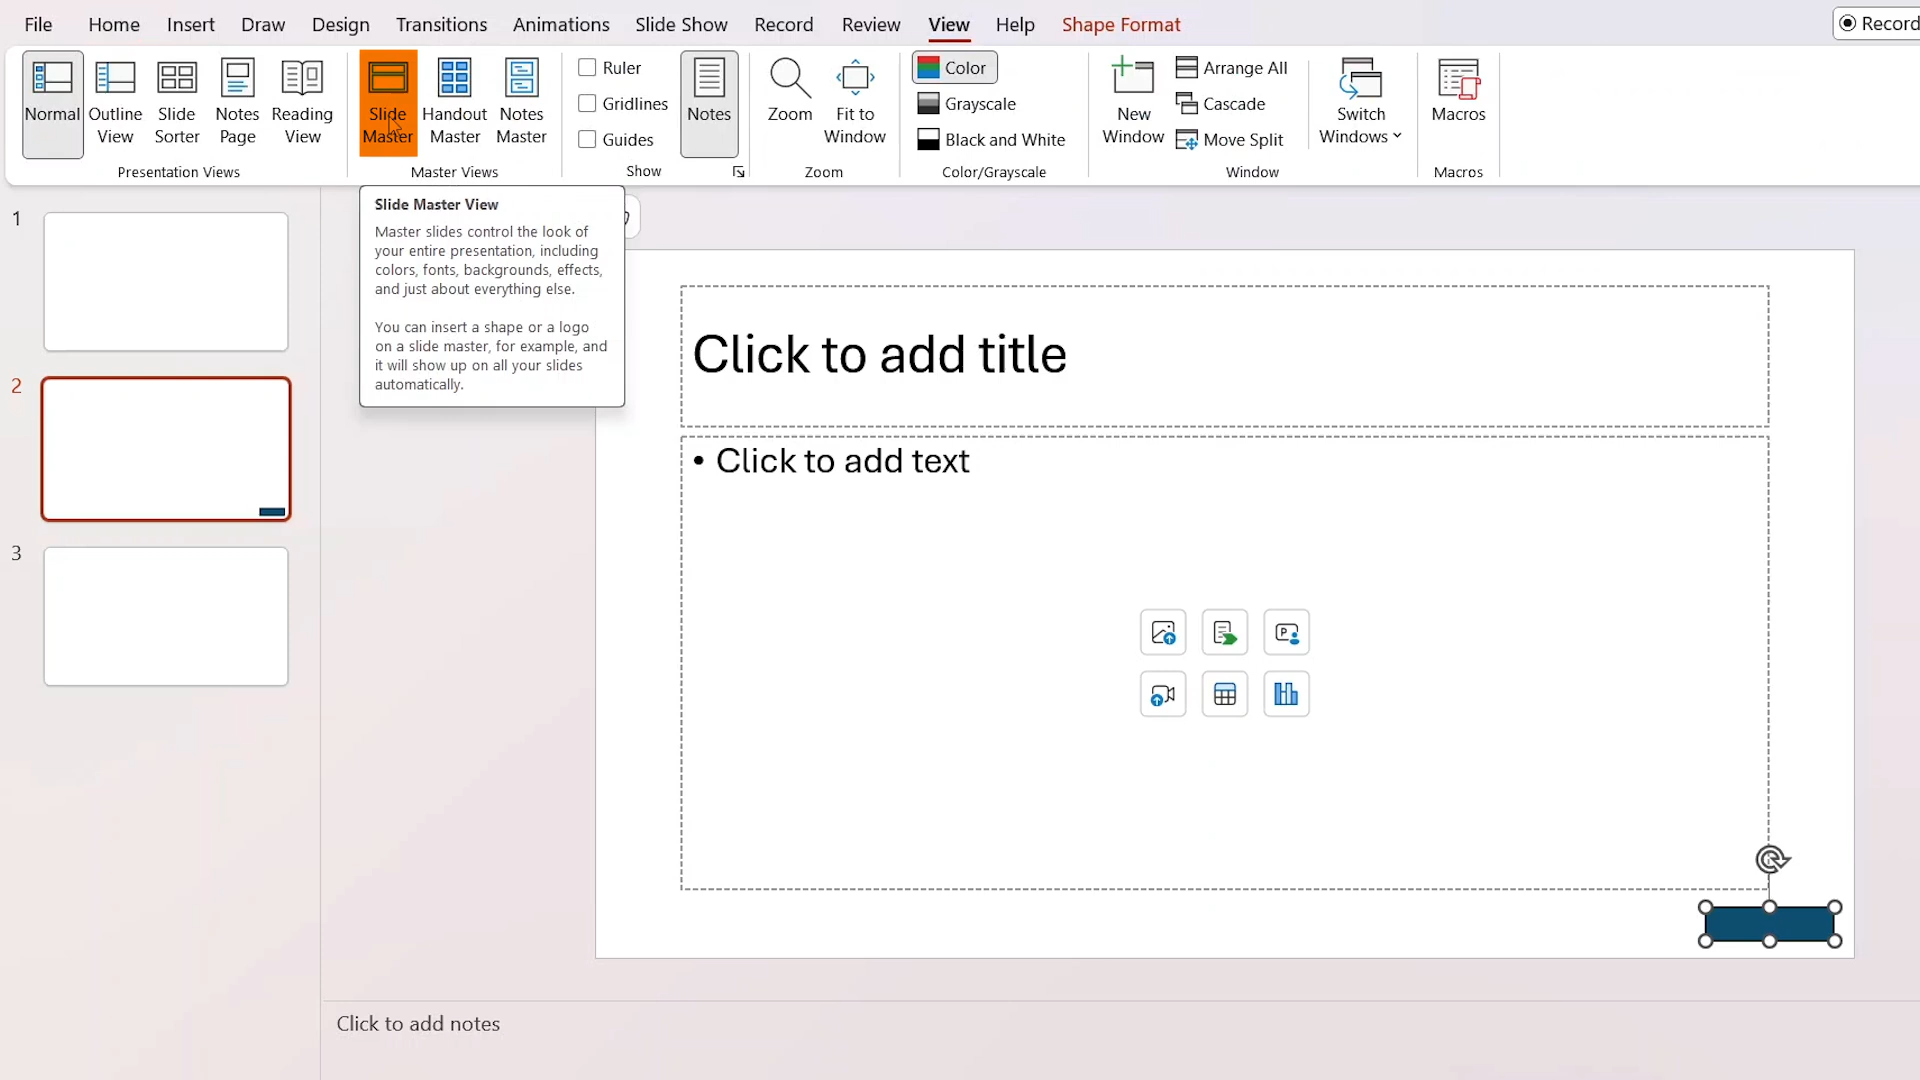 File Home Insert Draw Design Transitions Animations Slide Show Record Review View Help Shape Format Record
Normal
Outline View
Slide Sorter
Notes Page
Reading View
Presentation Views
Slide Master
Handout Master
Notes Master
Master Views
Ruler
Gridlines
Guides
Show
Notes
Zoom
Fit to Window
Zoom
Color
Grayscale
Black and White
Color/Grayscale
New Window
Arrange All
Cascade
Move Split
Window
Switch Windows
Macros
Macros
Slide Master View
Master slides control the look of
your entire presentation, including
colors, fonts, backgrounds, effects,
and just about everything else.
You can insert a shape or a logo
on a slide master, for example, and
it will show up on all your slides
automatically.
1
2
3
Click to add title
• Click to add text
P
Click to add notes